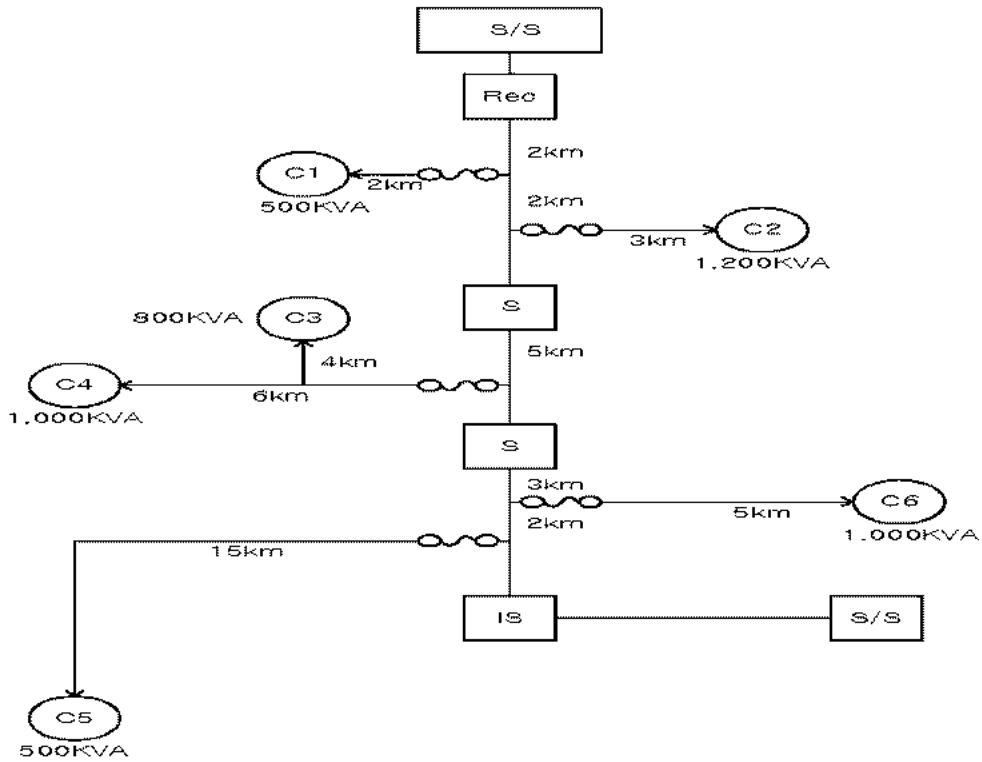 S/S
Rec
2km
C1
2km
500KVA
2km
C2
3km
1,200KVA
S
800KVA
C3
5km
4km
C4
6km
1,000KVA
S
3km
C6
5km
2km
1,000KVA
15km
IS
S/S
C5
500KVA